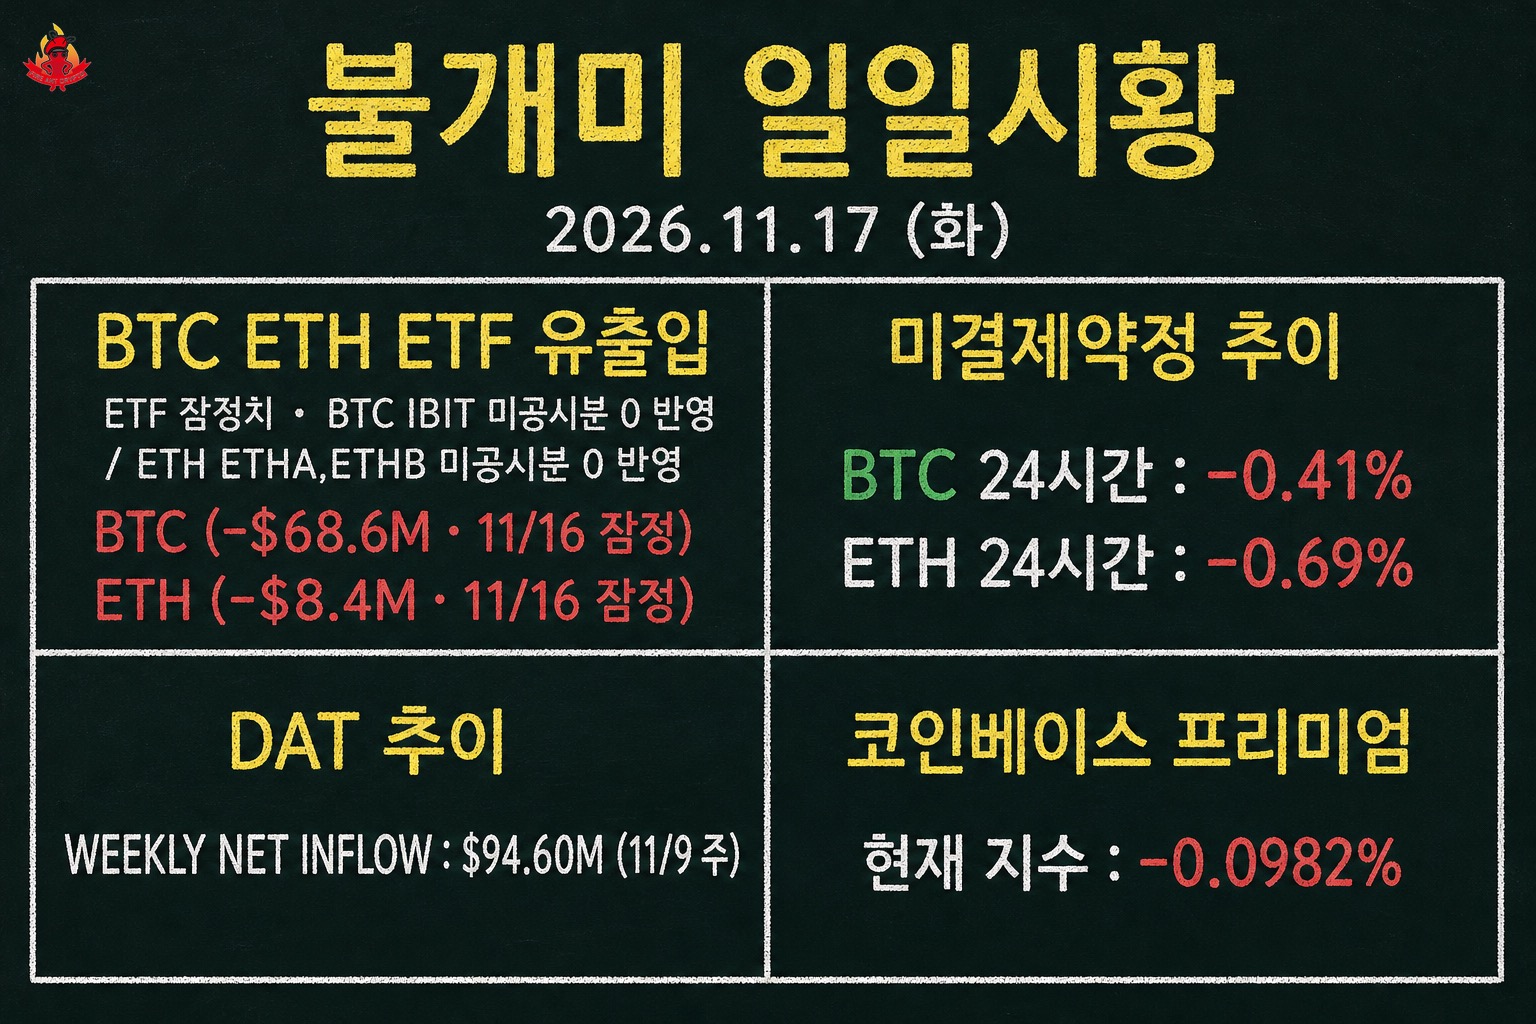 불개미 일일시황
2026.11.17 (화)
BTC ETH ETF 유출입
ETF 잠정치 · BTC IBIT 미공시분 0 반영
/ ETH ETHA,ETHB 미공시분 0 반영
BTC (-$68.6M · 11/16 잠정)
ETH (-$8.4M · 11/16 잠정)
미결제약정 추이
BTC 24시간 : -0.41%
ETH 24시간 : -0.69%
DAT 추이
WEEKLY NET INFLOW : $94.60M (11/9 주)
코인베이스 프리미엄
현재 지수 : -0.0982%